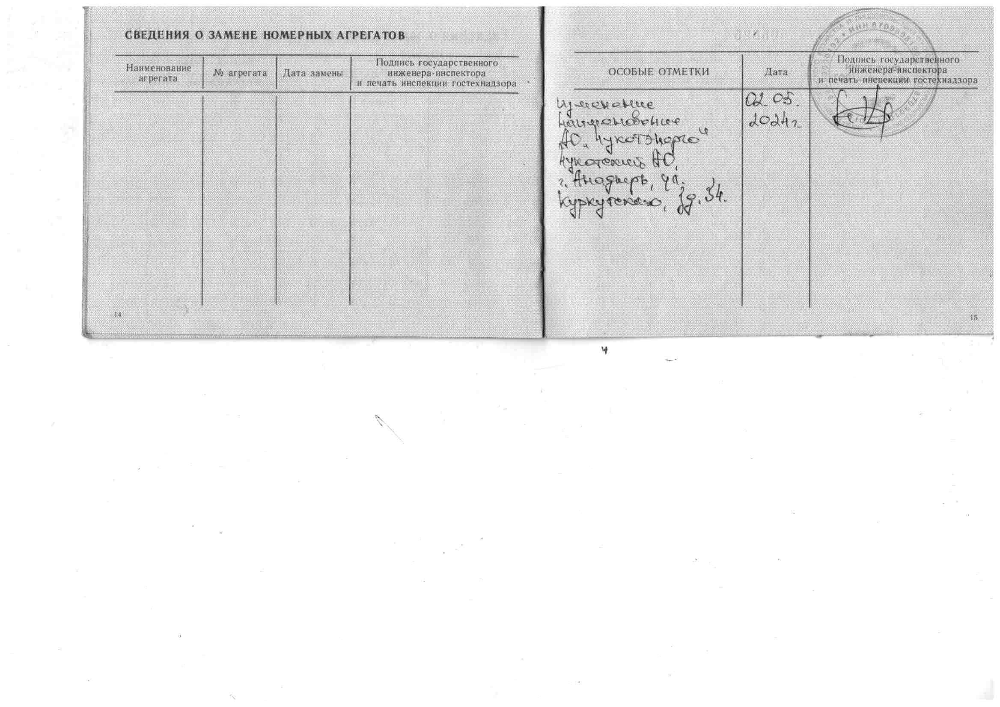 СВЕДЕНИЯ О ЗАМЕНЕ НОМЕРНЫХ АГРЕГАТОВ
Наименование
агрегата
№ агрегата
Дата замены
Подпись государственного
инженера-инспектора
и печать инспекции гостехнадзора
14
ОСОБЫЕ ОТМЕТКИ
Дата
Подпись государственного
инженера-инспектора
и печать инспекции гостехнадзора
Изменение
наименование
АО „Чукотэнерго“
Чукотский АО,
г. Анадырь, ул.
Куркутского, зд. 34.
02.05.
2024г
ИНН
15